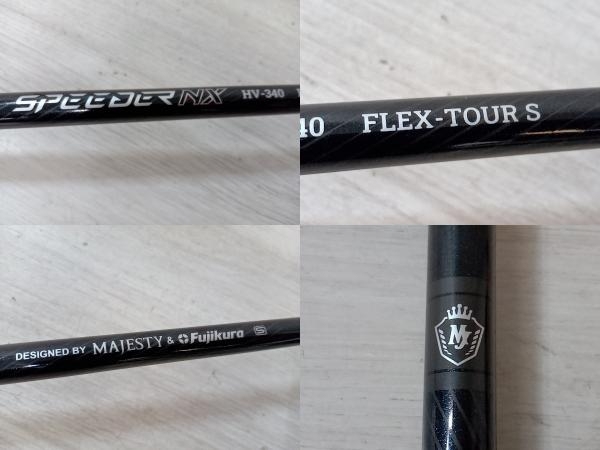 SPEEDER NX HV-340
40 FLEX-TOUR S
DESIGNED BY MAJESTY & Fujikura S
MJ